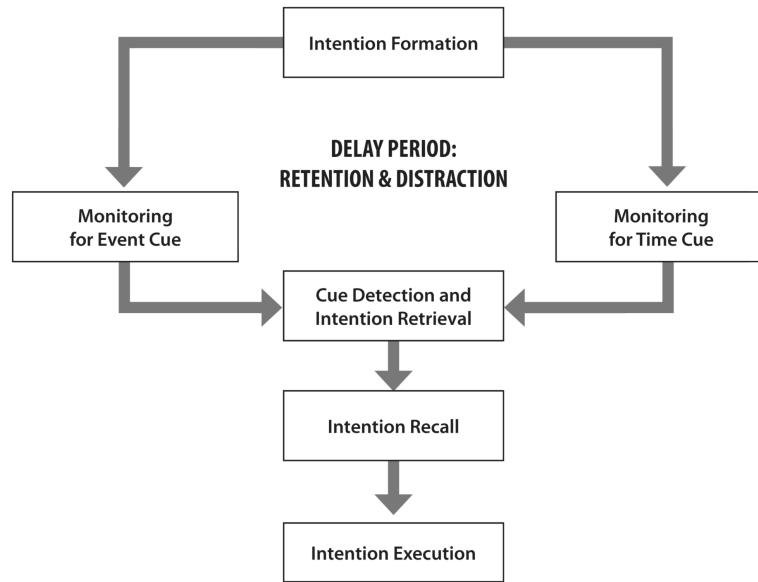 Intention Formation
DELAY PERIOD:
RETENTION & DISTRACTION
Monitoring
for Event Cue
Monitoring
for Time Cue
Cue Detection and
Intention Retrieval
Intention Recall
Intention Execution